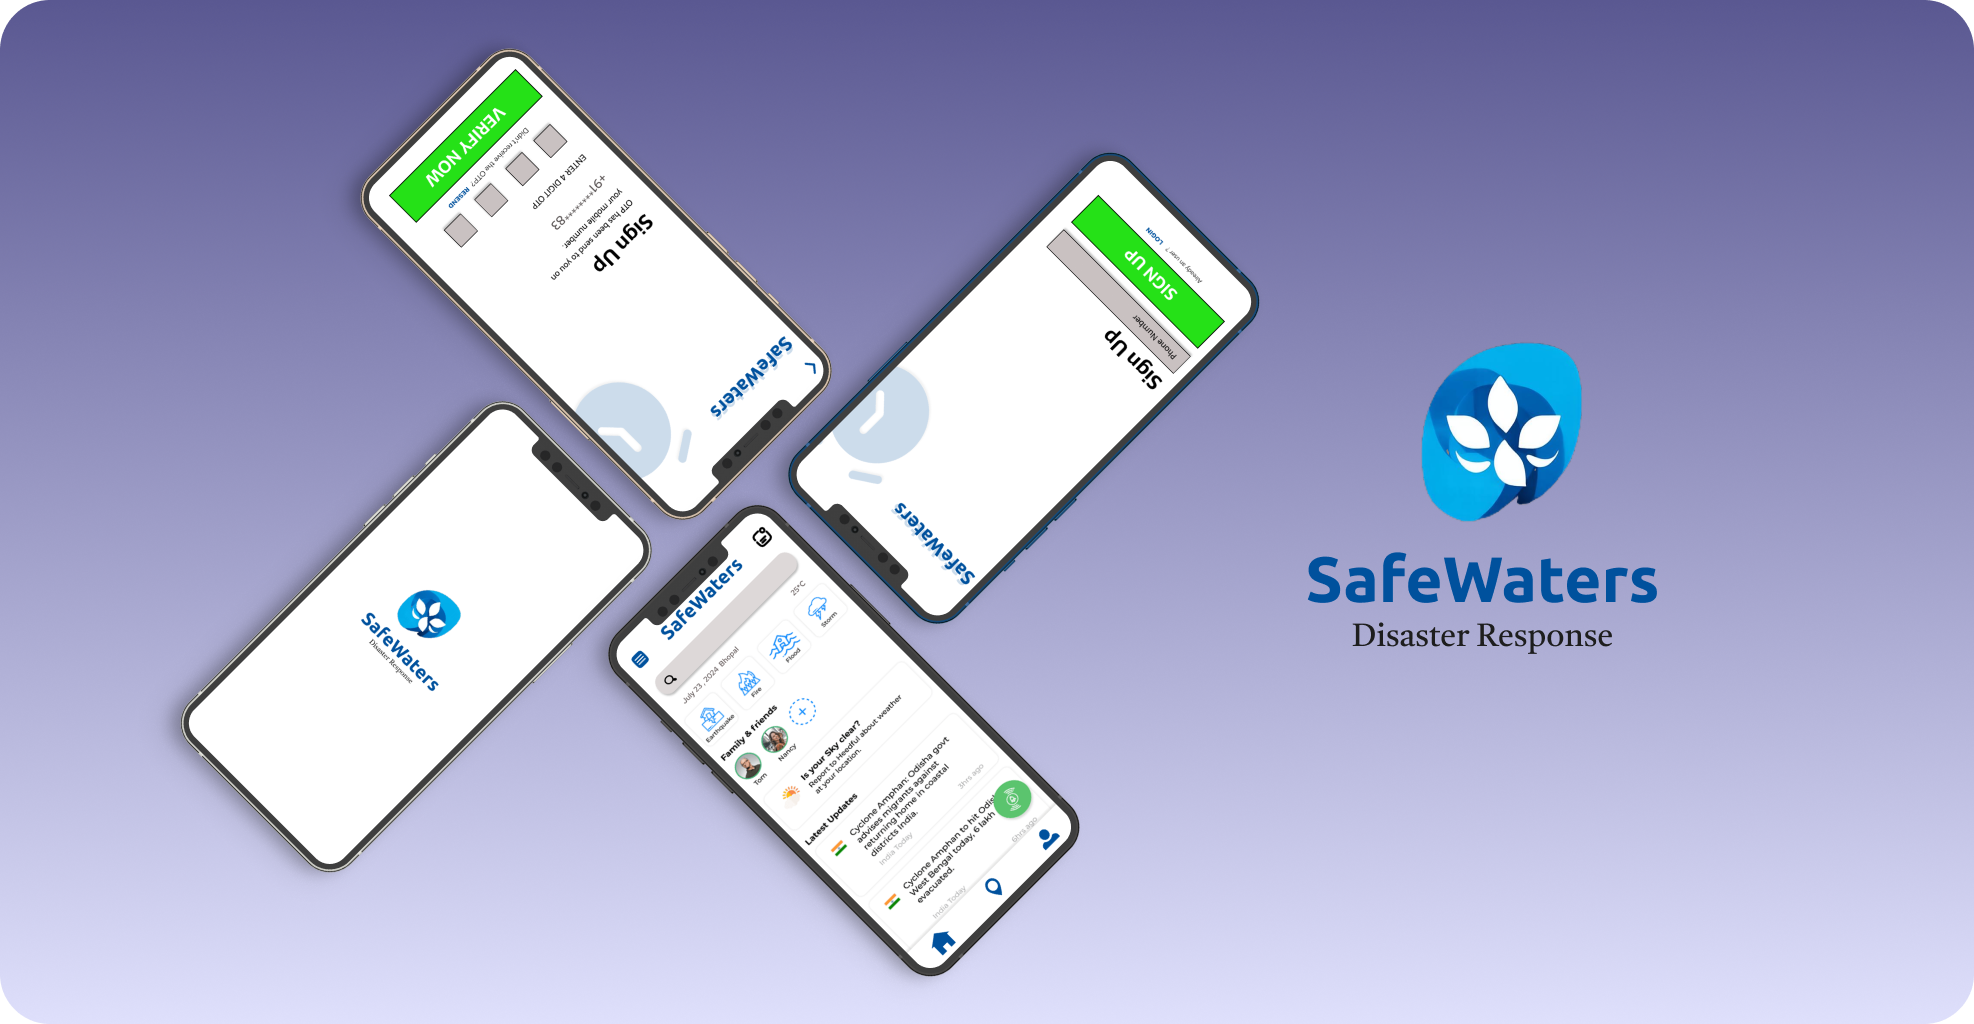 VERIFY NOW
Didn't receive the OTP? RESEND
ENTER 4 DIGIT OTP
+91*********83
OTP has been send to you on
your mobile number.
Sign Up
SafeWaters
Already an user ? LOGIN
SIGN UP
Phone Number
Sign Up
SafeWaters
SafeWaters
Disaster Response
SafeWaters
July 23 , 2024 Bhopal
25°C
Earthquake
Fire
Flood
Storm
Family & friends
Tom
Nancy
Is your Sky clear?
Report to Heedful about weather
at your location.
Latest Updates
Cyclone Amphan: Odisha govt
advises migrants against
returning home in coastal
districts India.
India Today
3hrs ago
Cyclone Amphan to hit
West Bengal today, 6 lakh
evacuated.
India Today
6hrs ago
SafeWaters
Disaster Response